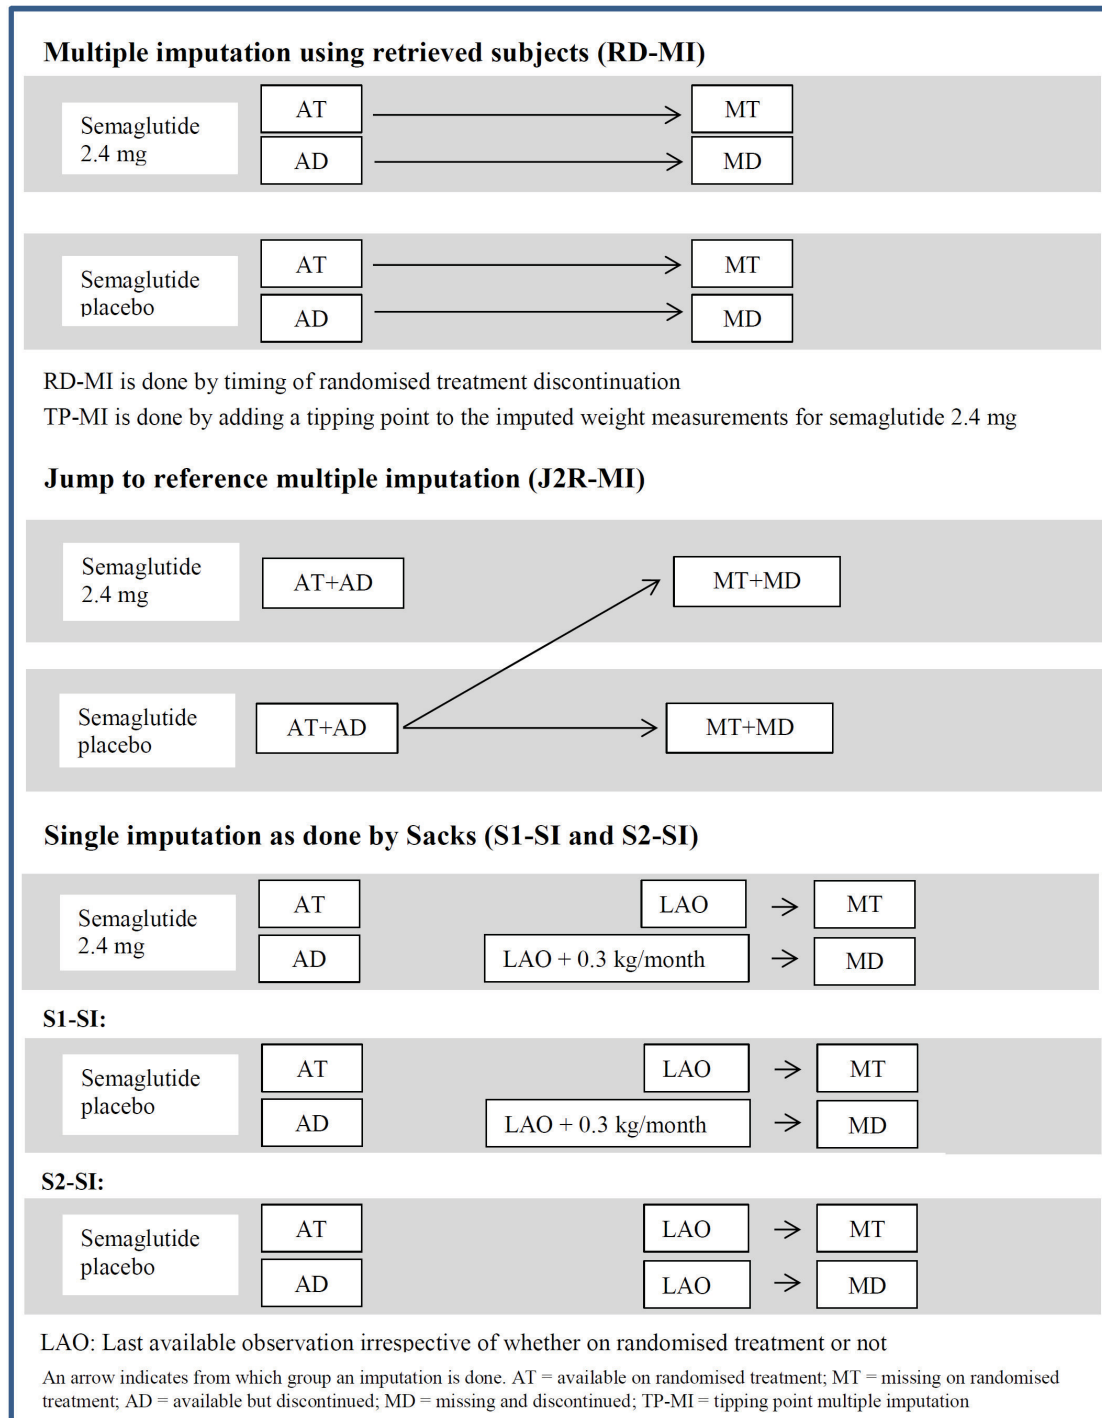 Multiple imputation using retrieved subjects (RD-MI)
Semaglutide
2.4 mg
AT
MT
AD
MD
Semaglutide
placebo
AT
MT
AD
MD
RD-MI is done by timing of randomised treatment discontinuation
TP-MI is done by adding a tipping point to the imputed weight measurements for semaglutide 2.4 mg
Jump to reference multiple imputation (J2R-MI)
Semaglutide
2.4 mg
AT+AD
MT+MD
Semaglutide
placebo
AT+AD
MT+MD
Single imputation as done by Sacks (S1-SI and S2-SI)
Semaglutide
2.4 mg
AT
LAO
MT
AD
LAO + 0.3 kg/month
MD
S1-SI:
Semaglutide
placebo
AT
LAO
MT
AD
LAO + 0.3 kg/month
MD
S2-SI:
Semaglutide
placebo
AT
LAO
MT
AD
LAO
MD
LAO: Last available observation irrespective of whether on randomised treatment or not
An arrow indicates from which group an imputation is done. AT = available on randomised treatment; MT = missing on randomised
treatment; AD = available but discontinued; MD = missing and discontinued; TP-MI = tipping point multiple imputation